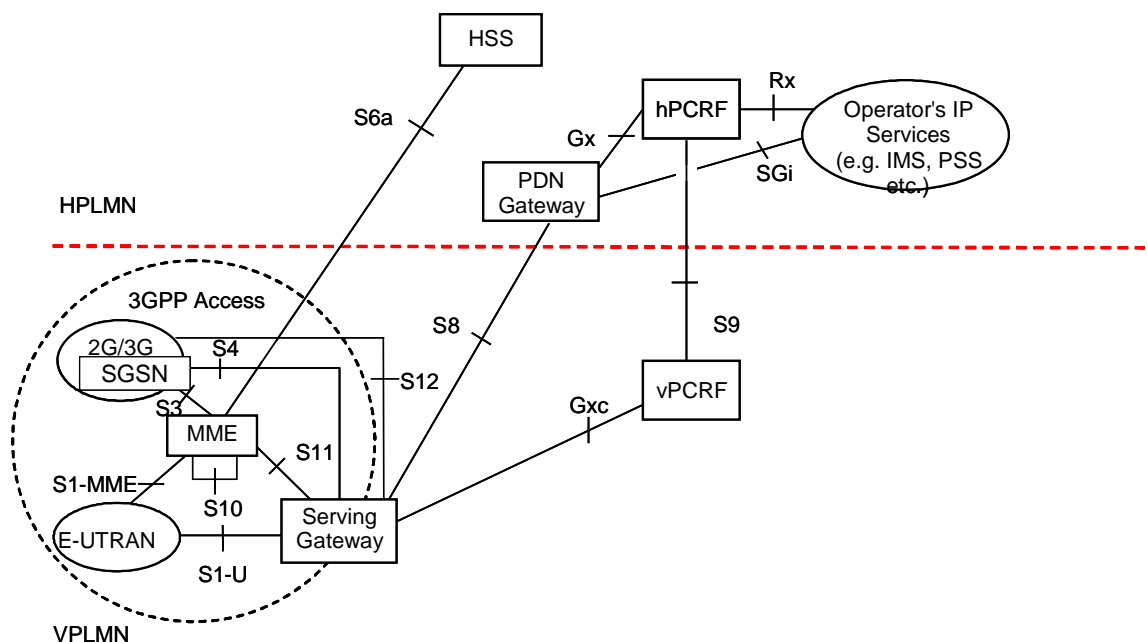 HSS
Rx
hPCRF
Operator's IP
Services
(e.g. IMS, PSS
etc.)
S6a
Gx
SGi
PDN
Gateway
HPLMN
3GPP Access
2G/3G
SGSN
S4
S8
S9
S12
S3
vPCRF
Gxc
MME
S11
S1-MME
S10
Serving
Gateway
E-UTRAN
S1-U
VPLMN